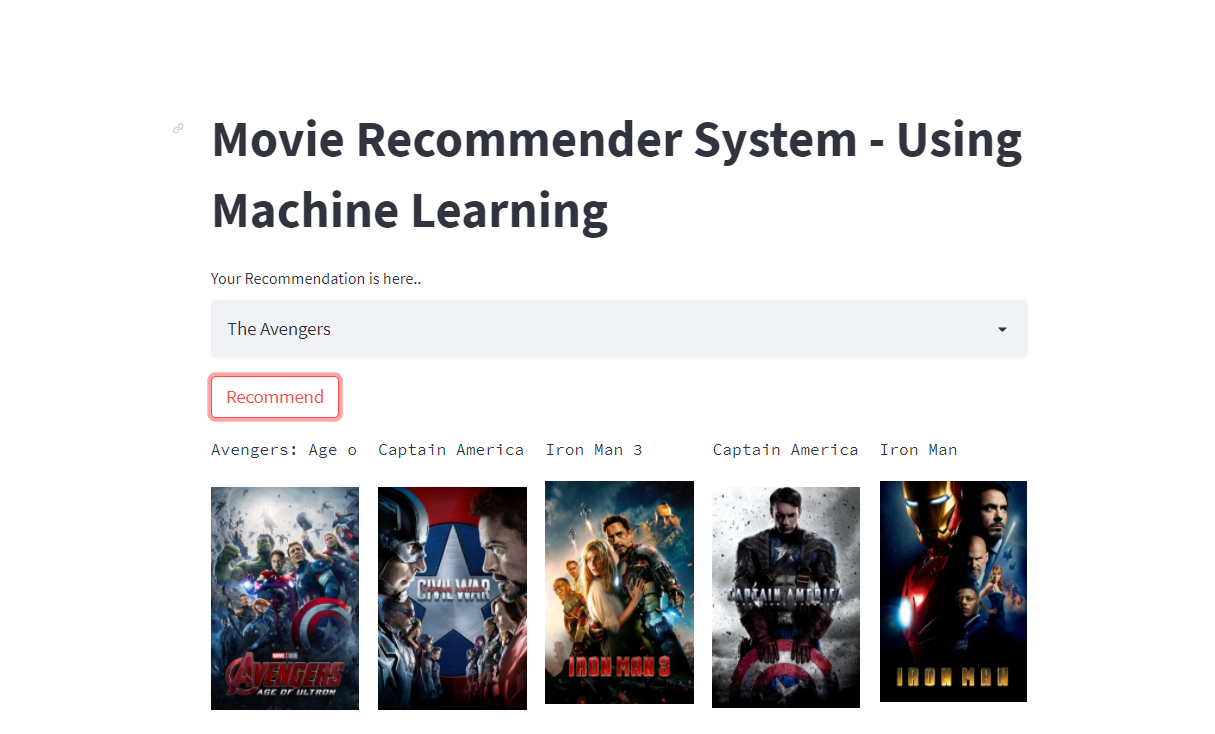 Movie Recommender System - Using
Machine Learning
Your Recommendation is here..
The Avengers
Recommend
Avengers: Age o
Captain America
Iron Man 3
Captain America
Iron Man
AVENGERS
AGE OF ULTRON
CIVIL WAR
IRON MAN 3
CAPTAIN AMERICA
IRON MAN